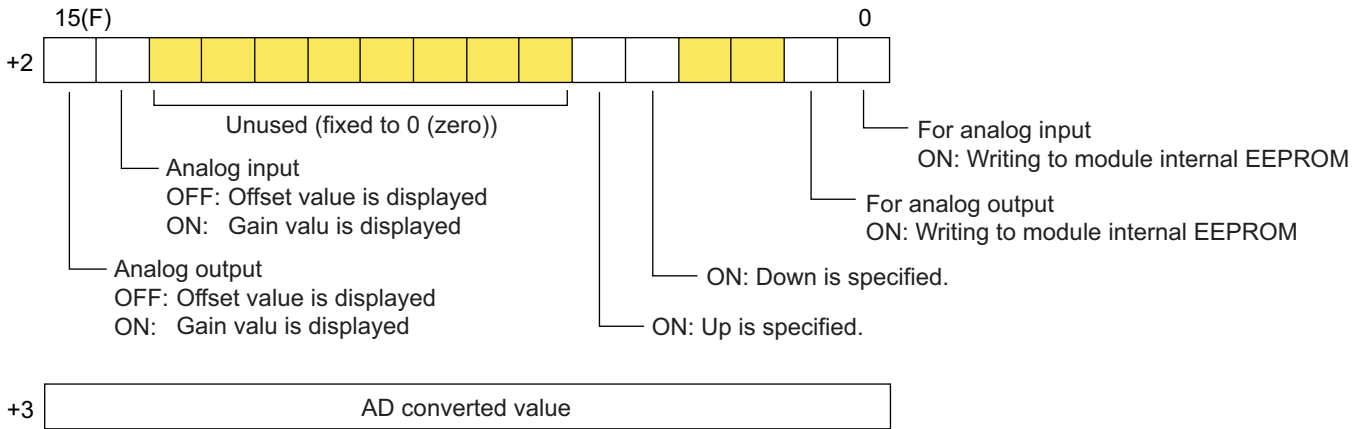 15(F)
0
+2
Unused (fixed to 0 (zero))
For analog input
ON: Writing to module internal EEPROM
Analog input
OFF: Offset value is displayed
ON: Gain valu is displayed
For analog output
ON: Writing to module internal EEPROM
Analog output
OFF: Offset value is displayed
ON: Gain valu is displayed
ON: Down is specified.
ON: Up is specified.
+3
AD converted value